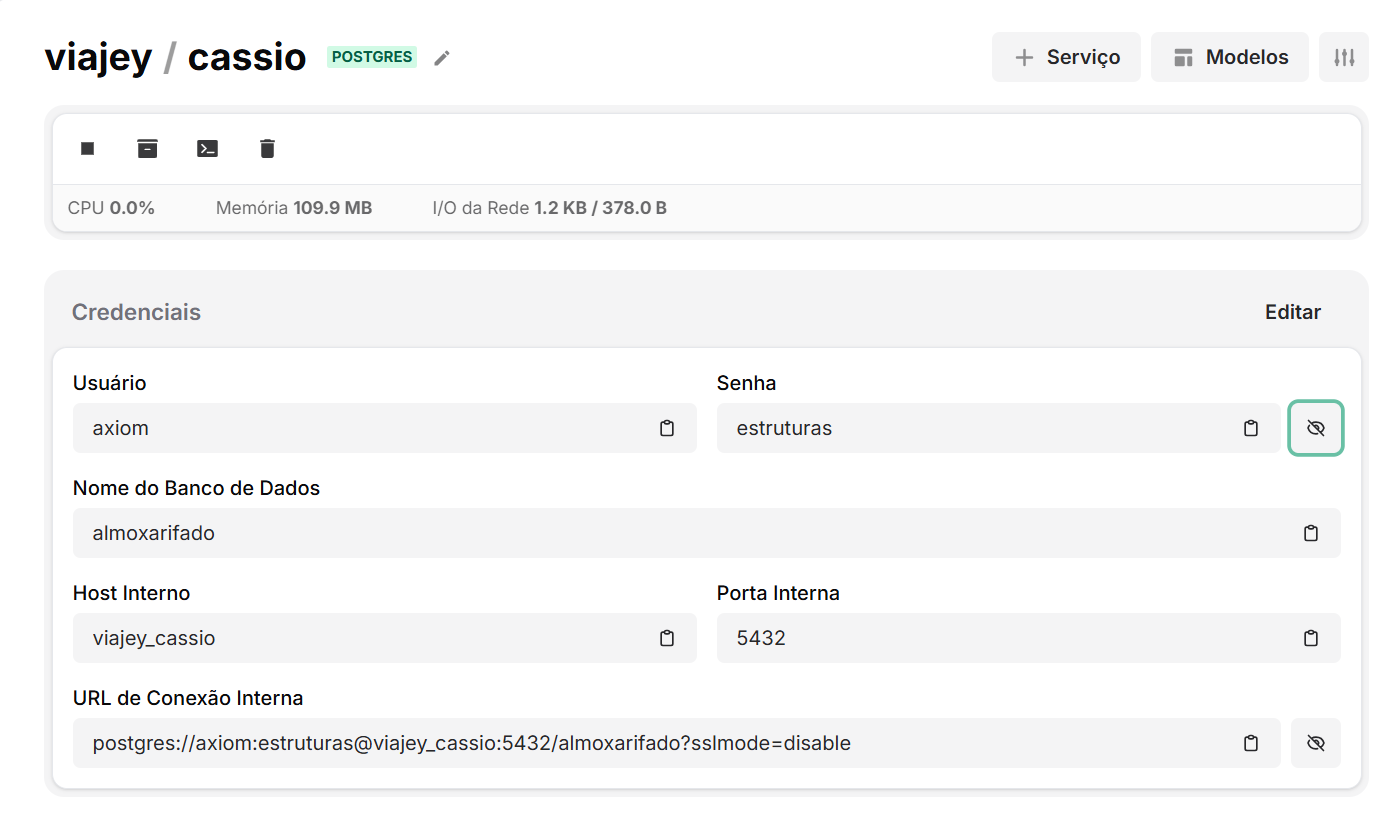 viajey / cassio POSTGRES
Serviço
Modelos
CPU 0.0% Memória 109.9 MB I/O da Rede 1.2 KB / 378.0 B
Credenciais Editar
Usuário Senha
axiom estruturas
Nome do Banco de Dados
almoxarifado
Host Interno Porta Interna
viajey_cassio 5432
URL de Conexão Interna
postgres://axiom:estruturas@viajey_cassio:5432/almoxarifado?sslmode=disable